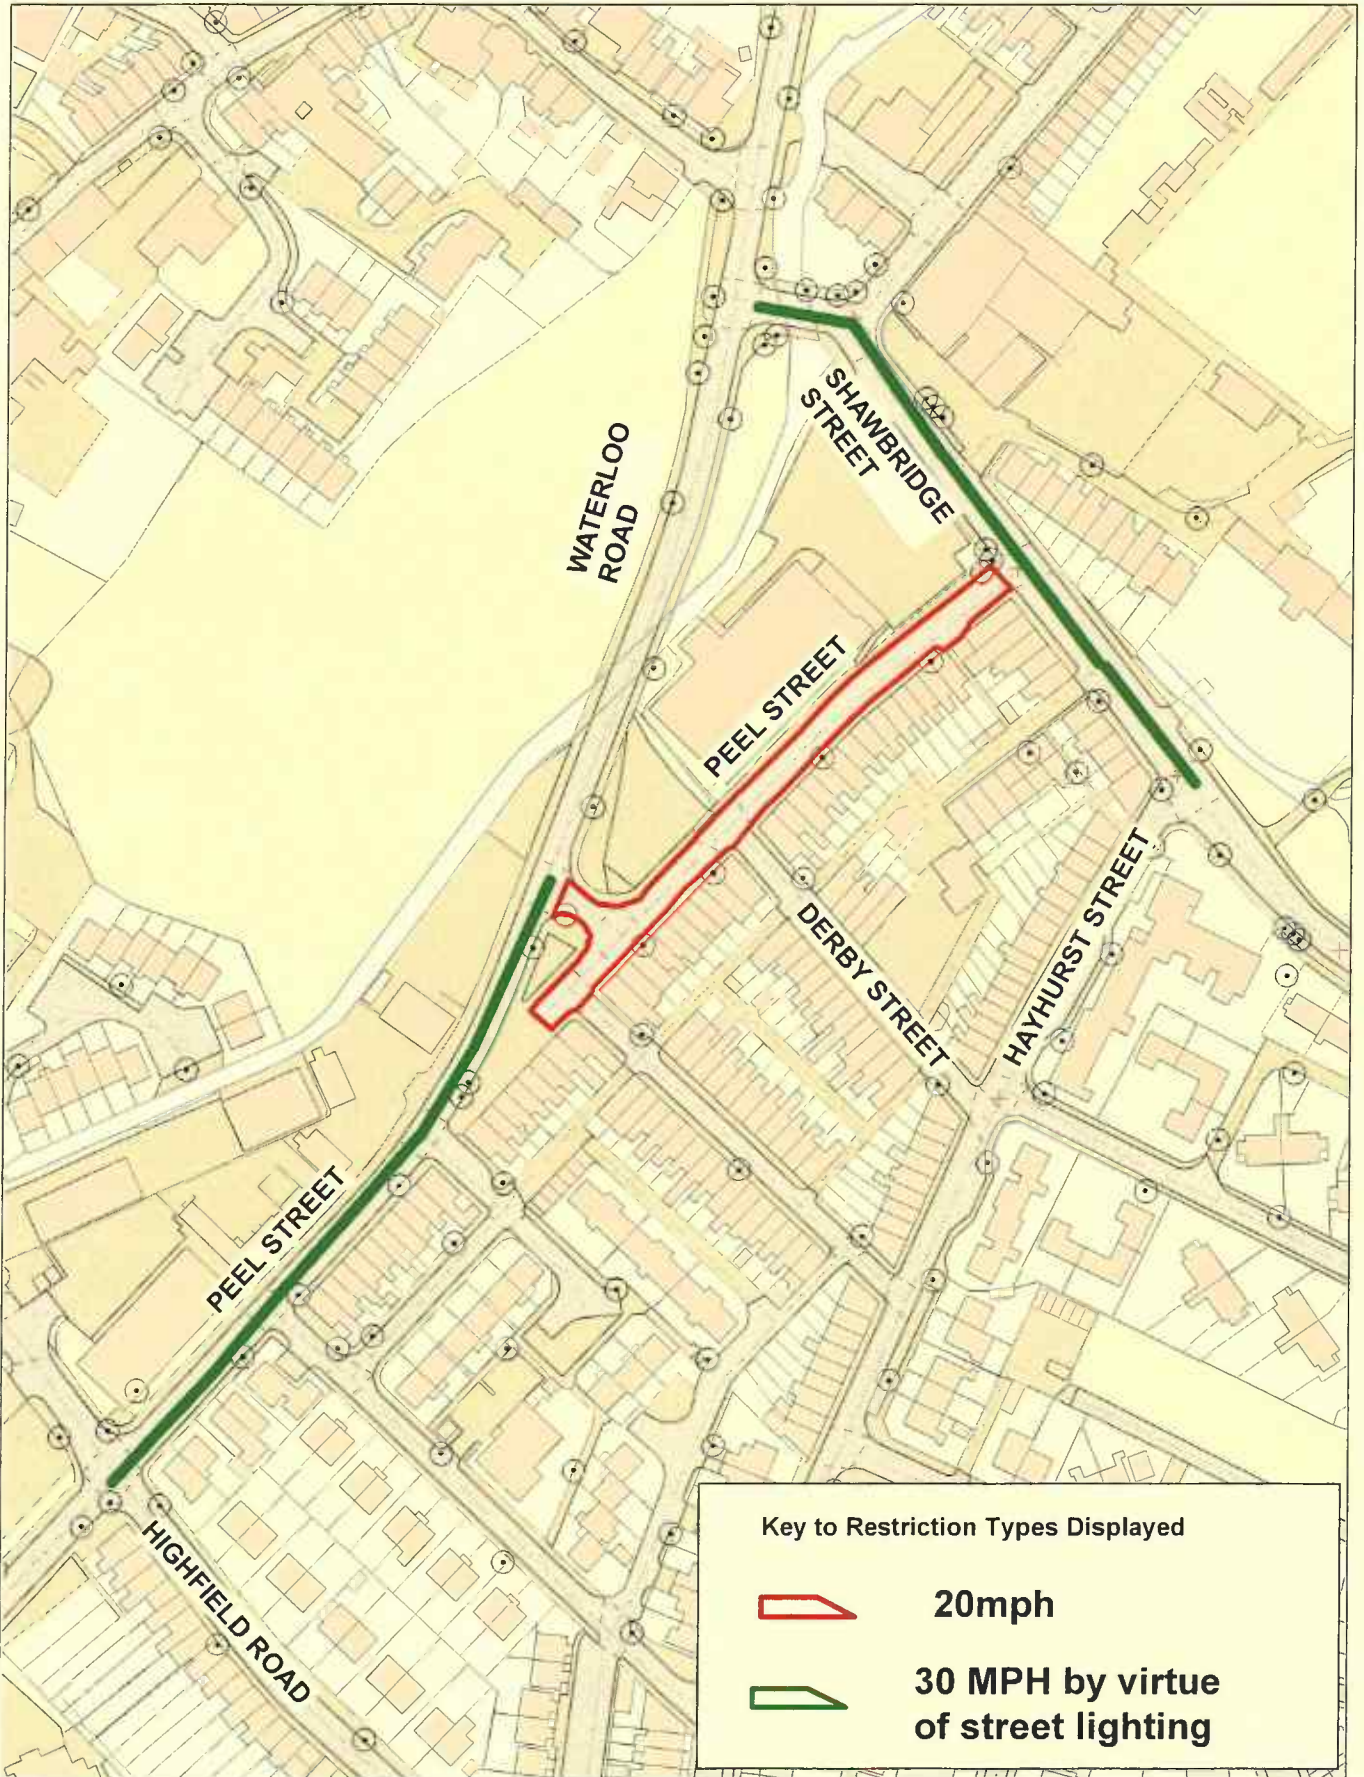 SHAWBRIDGE
STREET
WATERLOO
ROAD
PEEL STREET
DERBY STREET
HAYHURST STREET
PEEL STREET
HIGHFIELD ROAD
Key to Restriction Types Displayed
20mph
30 MPH by virtue
of street lighting